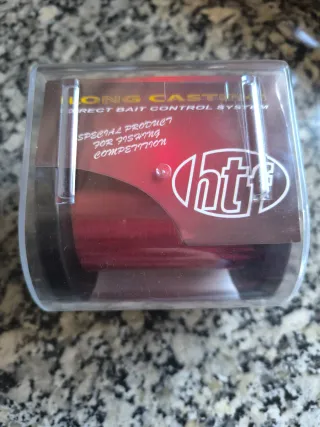 LONG CASTING
DIRECT BAIT CONTROL SYSTEM
SPECIAL PRODUCT
FOR FISHING
COMPETITION
htf